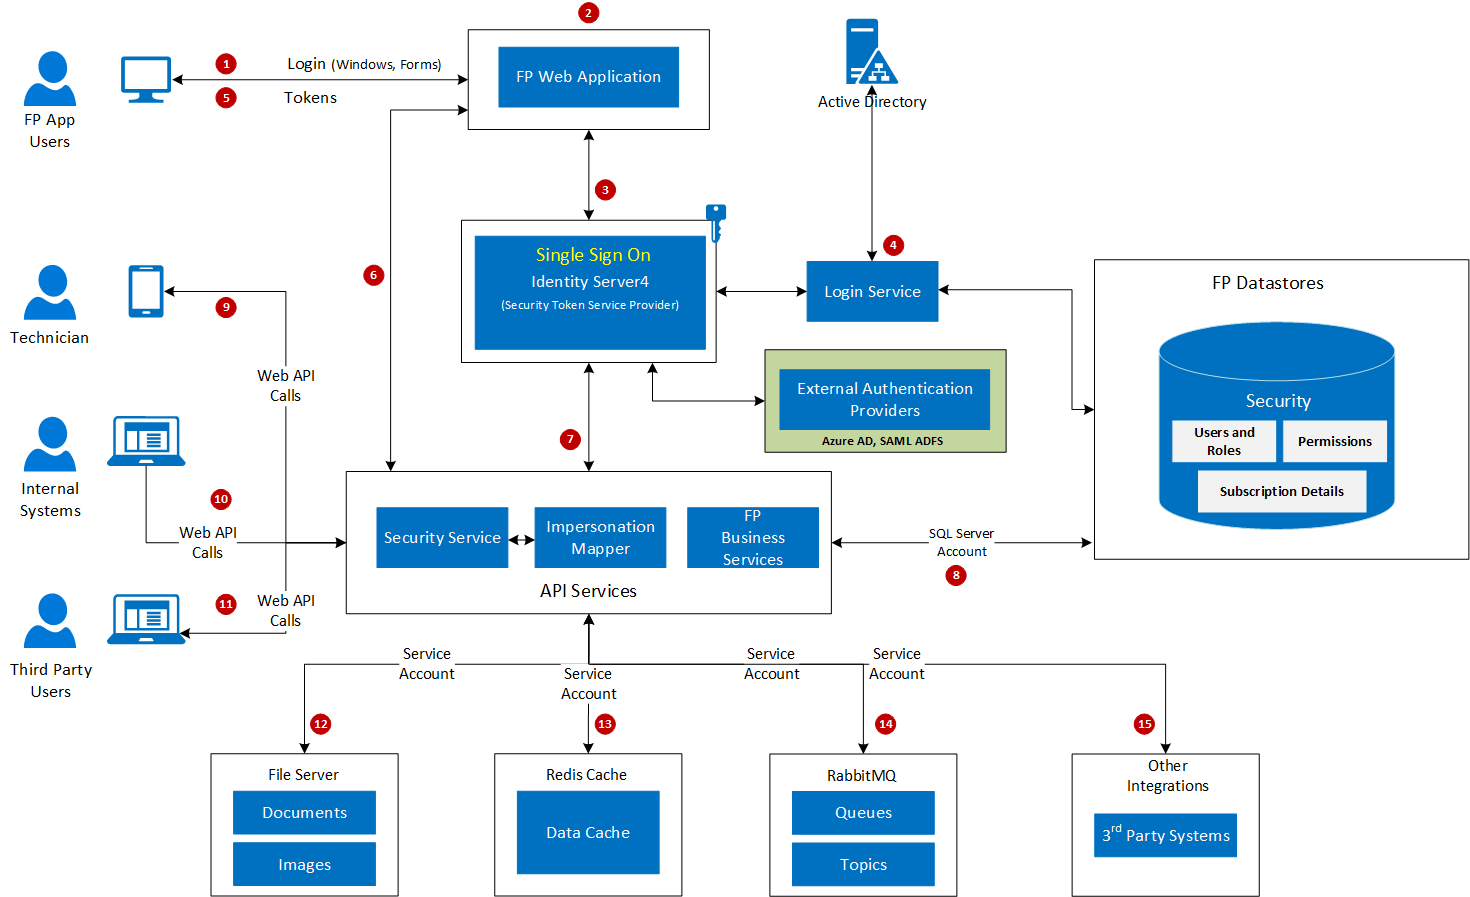 2
FP Web Application
1
Login (Windows, Forms)
5
Tokens
FP App
Users
Active Directory
3
4
6
Single Sign On
Identity Server4
(Security Token Service Provider)
Login Service
FP Datastores
Security
Users and
Roles
Permissions
Subscription Details
9
Technician
Web API
Calls
External Authentication
Providers
Azure AD, SAML ADFS
7
Internal
Systems
10
Web API
Calls
Security Service
Impersonation
Mapper
FP
Business
Services
API Services
SQL Server
Account
8
11
Web API
Calls
Third Party
Users
Service
Account
Service
Account
Service
Account
Service
Account
12
13
14
15
File Server
Documents
Images
Redis Cache
Data Cache
RabbitMQ
Queues
Topics
Other
Integrations
3rd Party Systems